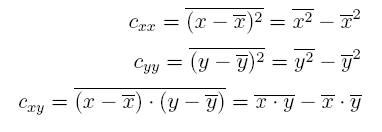 c_{xx} = \overline{(x - \overline{x})^2} = \overline{x^2} - \overline{x}^2
c_{yy} = \overline{(y - \overline{y})^2} = \overline{y^2} - \overline{y}^2
c_{xy} = \overline{(x - \overline{x}) \cdot (y - \overline{y})} = \overline{x \cdot y} - \overline{x} \cdot \overline{y}